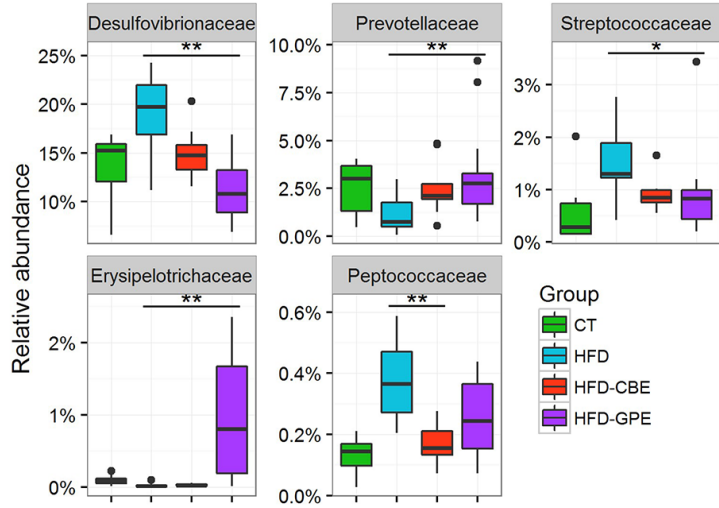 Desulfovibrionaceae
Prevotellaceae
Streptococcaceae
**
**
*
25%
20%
15%
10%
10.0%
7.5%
5.0%
2.5%
0.0%
3%
2%
1%
0%
Relative abundance
Erysipelotrichaceae
Peptococcaceae
**
**
2%
1%
0%
0.6%
0.4%
0.2%
0.0%
Group
CT
HFD
HFD-CBE
HFD-GPE